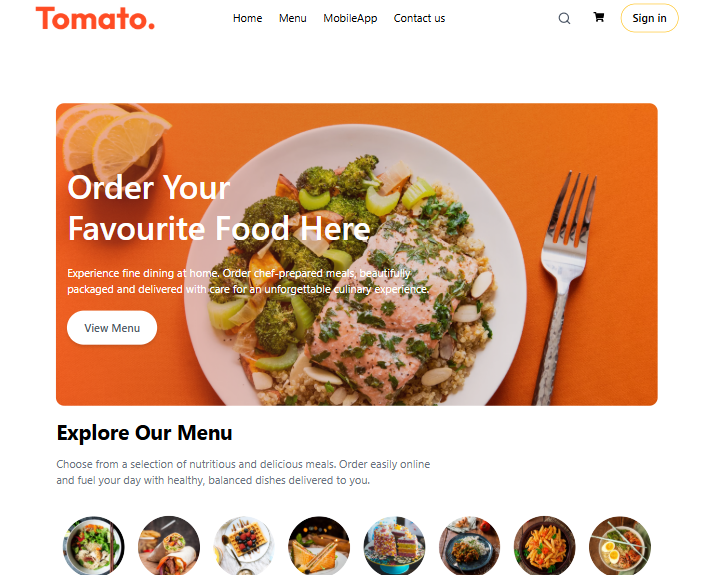 Tomato.
Home Menu MobileApp Contact us
Sign in
Order Your
Favourite Food Here
Experience fine dining at home. Order chef-prepared meals, beautifully
packaged and delivered with care for an unforgettable culinary experience.
View Menu
Explore Our Menu
Choose from a selection of nutritious and delicious meals. Order easily online
and fuel your day with healthy, balanced dishes delivered to you.